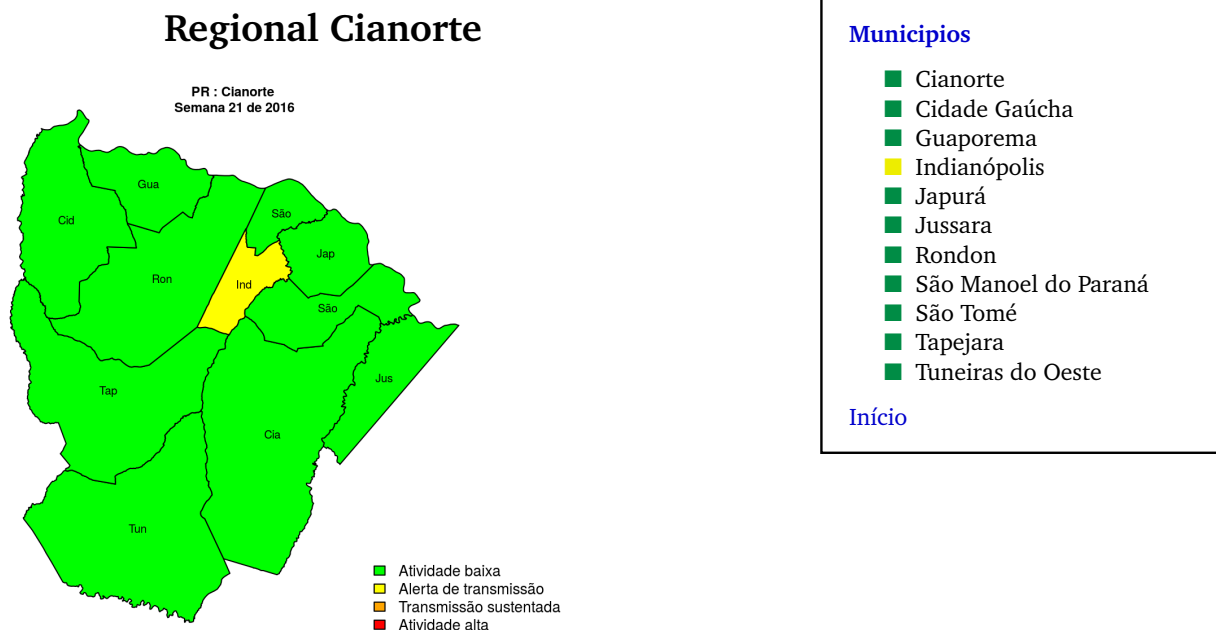 Regional Cianorte
PR : Cianorte
Semana 21 de 2016
Gua
Cid
São
Jap
Ron
Ind
São
Tap
Jus
Cia
Tun
Atividade baixa
Alerta de transmissão
Transmissão sustentada
Atividade alta
Municipios
Cianorte
Cidade Gaúcha
Guaporema
Indianópolis
Japurá
Jussara
Rondon
São Manoel do Paraná
São Tomé
Tapejara
Tuneiras do Oeste
Início